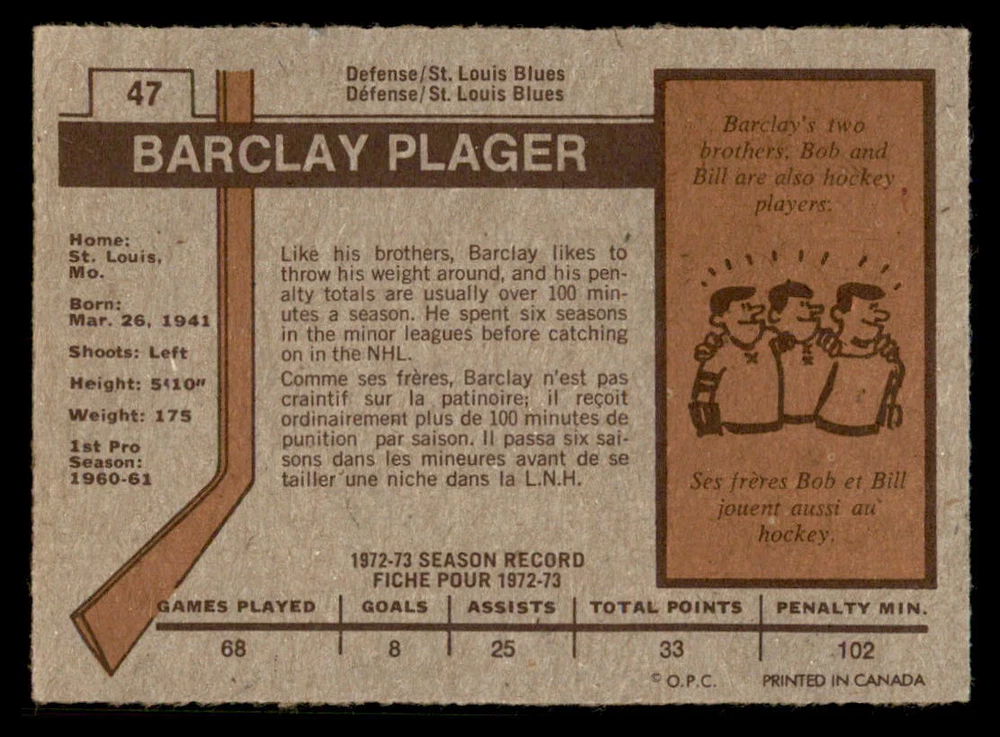 47
Defense/St. Louis Blues
Défense/St. Louis Blues
BARCLAY PLAGER
Home:
St. Louis,
Mo.
Born:
Mar. 26, 1941
Shoots: Left
Height: 5'10"
Weight: 175
1st Pro
Season:
1960-61
Like his brothers, Barclay likes to
throw his weight around, and his pen-
alty totals are usually over 100 min-
utes a season. He spent six seasons
in the minor leagues before catching
on in the NHL.
Comme ses frères, Barclay n'est pas
craintif sur la patinoire; il reçoit
ordinairement plus de 100 minutes de
punition par saison. Il passa six sai-
sons dans les mineures avant de se
tailler une niche dans la L.N.H.
Barclay's two
brothers, Bob and
Bill are also hockey
players.
Ses frères Bob et Bill
jouent aussi au
hockey.
1972-73 SEASON RECORD
FICHE POUR 1972-73
GAMES PLAYED GOALS ASSISTS TOTAL POINTS PENALTY MIN.
68 8 25 33 102
© O.P.C. PRINTED IN CANADA